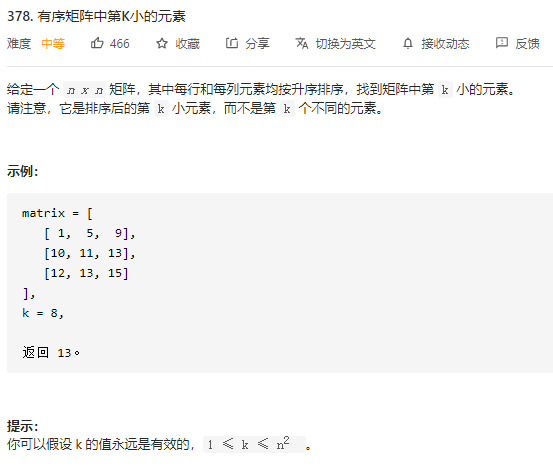 378. 有序矩阵中第K小的元素
难度 中等 466 收藏 分享 切换为英文 接收动态 反馈
给定一个 n x n 矩阵，其中每行和每列元素均按升序排序，找到矩阵中第 k 小的元素。
请注意，它是排序后的第 k 小元素，而不是第 k 个不同的元素。
示例：
matrix = [
[ 1,  5,  9],
[10, 11, 13],
[12, 13, 15]
],
k = 8,
返回 13。
提示：
你可以假设 k 的值永远是有效的，1 ⩽ k ⩽ n² 。